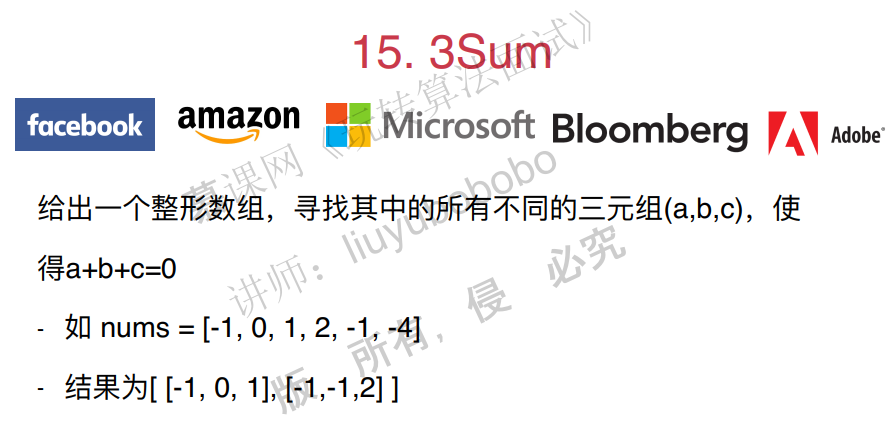 15. 3Sum
facebook amazon Microsoft Bloomberg Adobe
给出一个整形数组，寻找其中的所有不同的三元组(a,b,c)，使
得a+b+c=0
- 如 nums = [-1, 0, 1, 2, -1, -4]
- 结果为[ [-1, 0, 1], [-1,-1,2] ]
慕课网《玩转算法面试》
讲师：liuyubobobo
版 所有，侵 必究